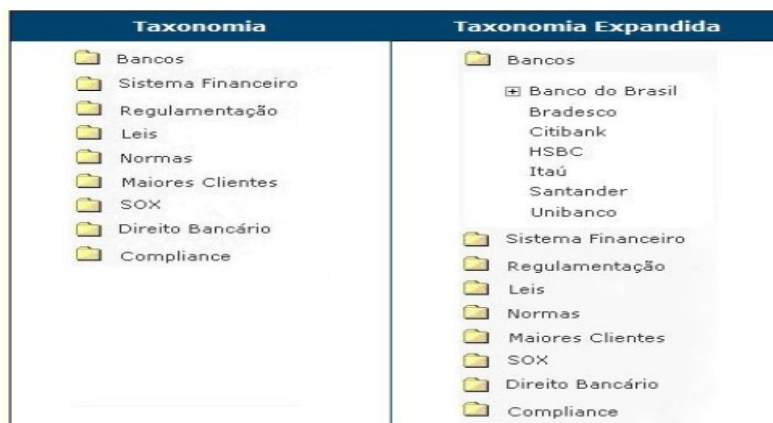 Taxonomia
Bancos
Sistema Financeiro
Regulamentação
Leis
Normas
Maiores Clientes
SOX
Direito Bancário
Compliance
Taxonomia Expandida
Bancos
Banco do Brasil
Bradesco
Citibank
HSBC
Itaú
Santander
Unibanco
Sistema Financeiro
Regulamentação
Leis
Normas
Maiores Clientes
SOX
Direito Bancário
Compliance